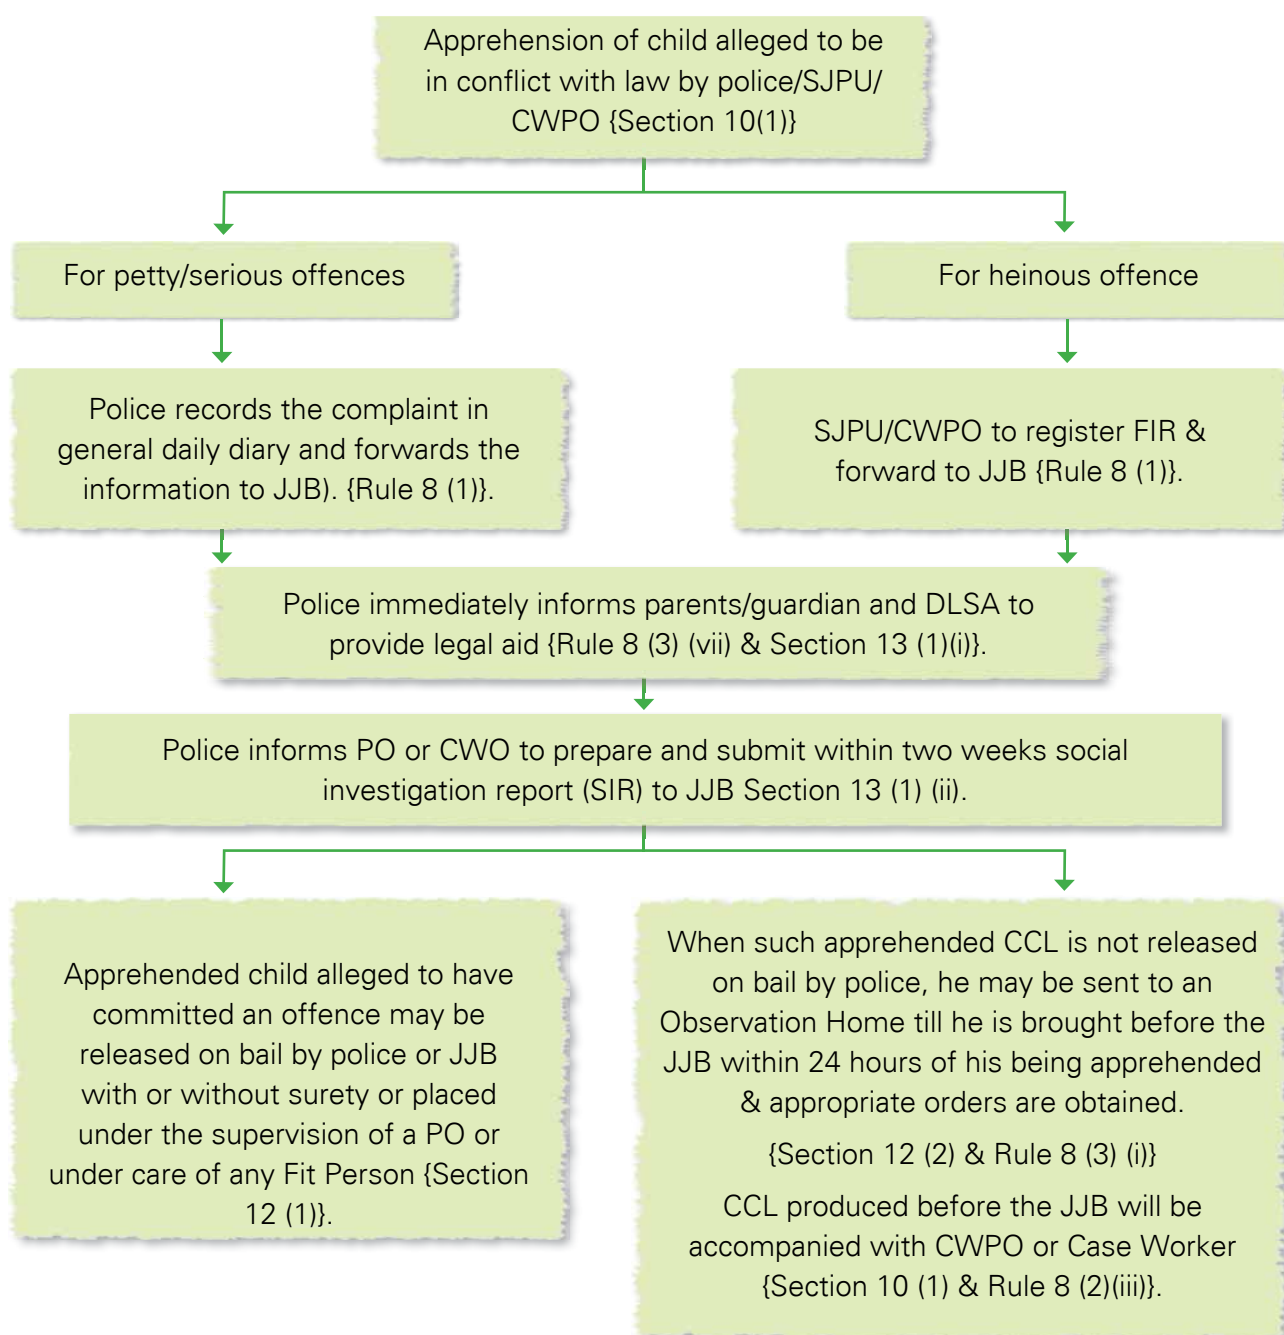 Apprehension of child alleged to be
in conflict with law by police/SJPU/
CWPO {Section 10(1)}
For petty/serious offences
For heinous offence
Police records the complaint in
general daily diary and forwards the
information to JJB). {Rule 8 (1)}.
SJPU/CWPO to register FIR &
forward to JJB {Rule 8 (1)}.
Police immediately informs parents/guardian and DLSA to
provide legal aid {Rule 8 (3) (vii) & Section 13 (1)(i)}.
Police informs PO or CWO to prepare and submit within two weeks social
investigation report (SIR) to JJB Section 13 (1) (ii).
Apprehended child alleged to have
committed an offence may be
released on bail by police or JJB
with or without surety or placed
under the supervision of a PO or
under care of any Fit Person {Section
12 (1)}.
When such apprehended CCL is not released
on bail by police, he may be sent to an
Observation Home till he is brought before the
JJB within 24 hours of his being apprehended
& appropriate orders are obtained.
{Section 12 (2) & Rule 8 (3) (i)}
CCL produced before the JJB will be
accompanied with CWPO or Case Worker
{Section 10 (1) & Rule 8 (2)(iii)}.